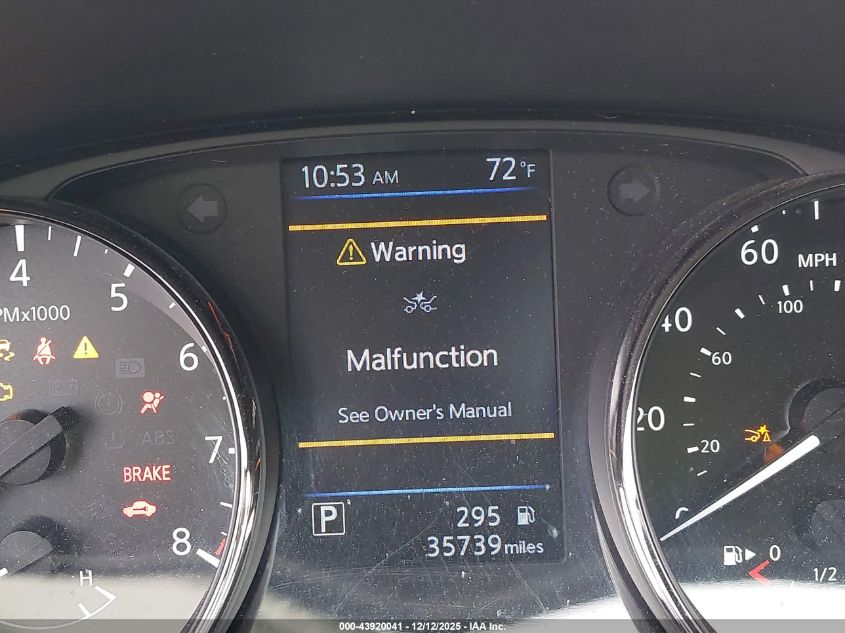 10:53 AM 72°F
Warning
Malfunction
See Owner's Manual
P 295
35739 miles
4
5
6
7
8
H
BRAKE
ABS
60 MPH
100
40
60
20
20
0
0
1/2
000-43920041 - 12/12/2025 - IAA Inc.